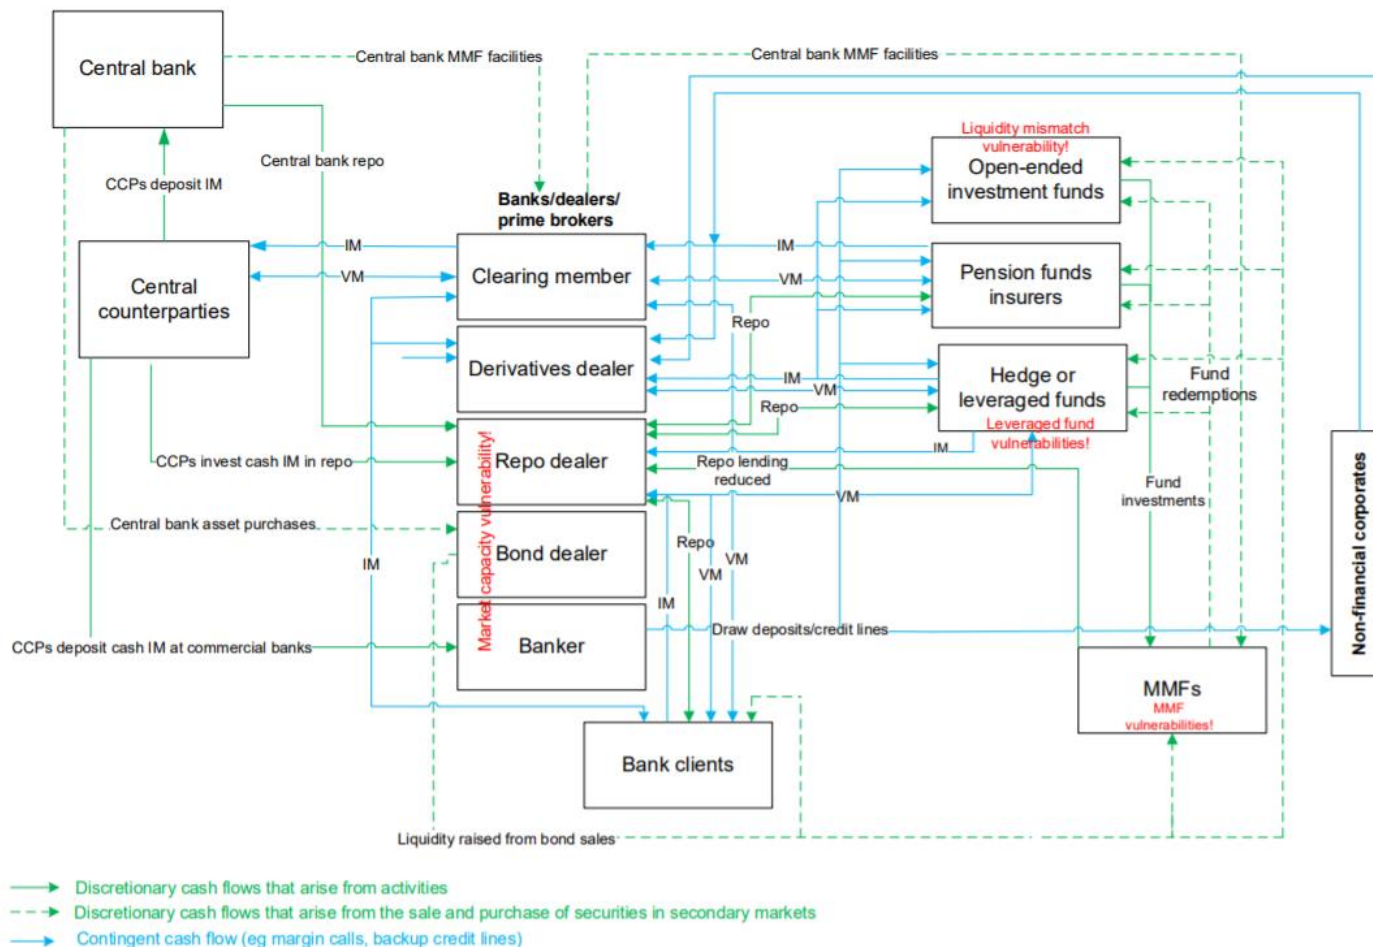 Central bank
Central bank MMF facilities
Central bank MMF facilities
Central bank repo
CCPs deposit IM
Banks/dealers/
prime brokers
Liquidity mismatch
vulnerability!
Open-ended
investment funds
Central
counterparties
IM
VM
Clearing member
IM
VM
Pension funds
insurers
Repo
Derivatives dealer
IM
VM
Hedge or
leveraged funds
Leveraged fund
vulnerabilities!
Fund
redemptions
Repo
Repo dealer
IM
CCPs invest cash IM in repo
Repo lending
reduced
VM
Fund
investments
Market capacity vulnerability!
Central bank asset purchases
Bond dealer
Repo
VM
VM
IM
IM
Non-financial corporates
Banker
Draw deposits/credit lines
CCPs deposit cash IM at commercial banks
MMFs
MMF
vulnerabilities!
Bank clients
Liquidity raised from bond sales
Discretionary cash flows that arise from activities
Discretionary cash flows that arise from the sale and purchase of securities in secondary markets
Contingent cash flow (eg margin calls, backup credit lines)